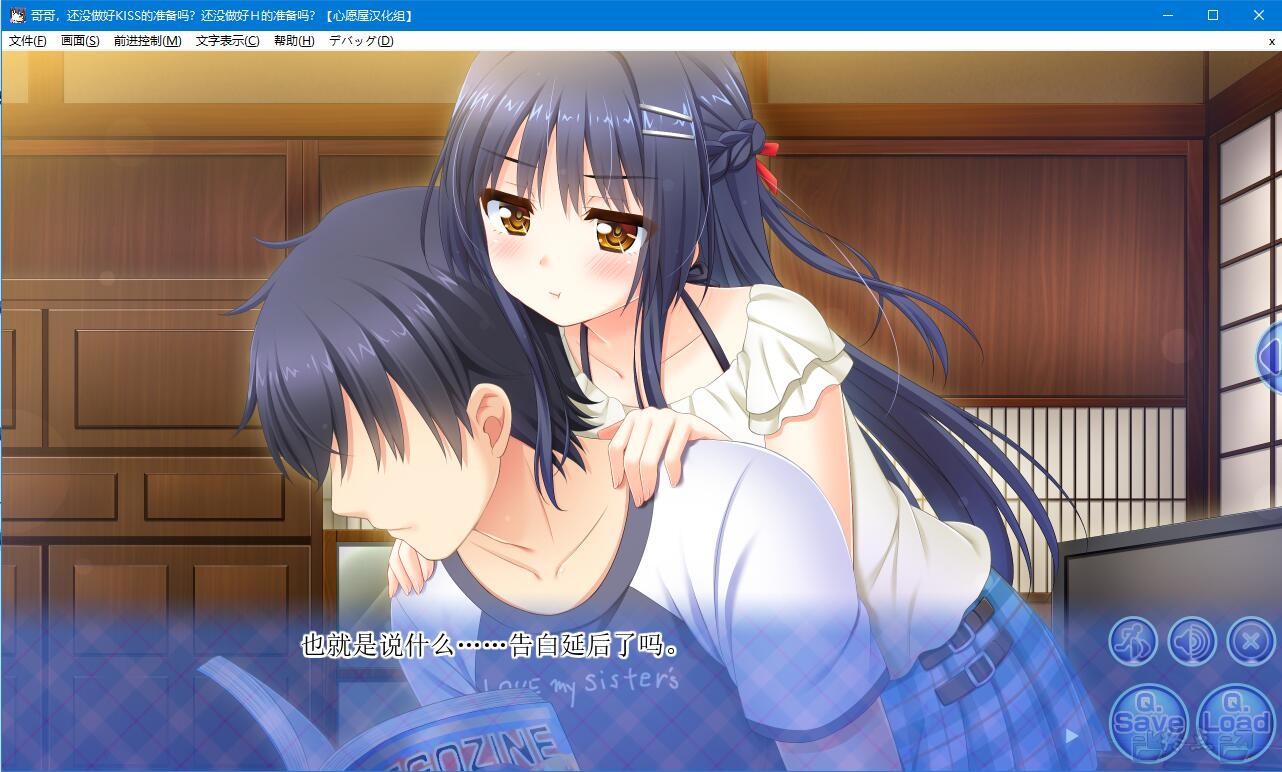 哥哥，还没做好KISS的准备吗？还没做好H的准备吗？【心愿屋汉化组】
文件(F) 画面(S) 前进控制(M) 文字表示(C) 帮助(H) デバッグ(D) x
也就是说什么……告白延后了吗。
LOVE my sister's
GOZINE
Q. Save
Q. Load